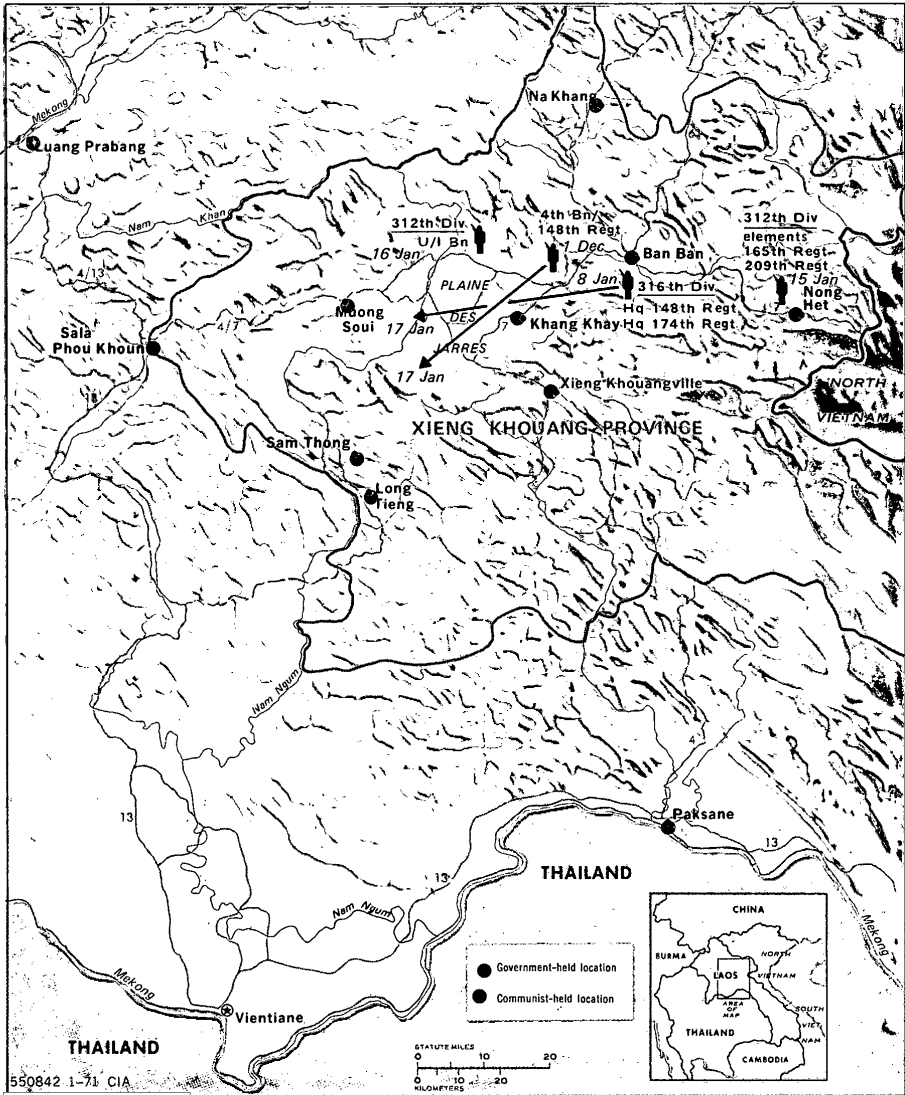 Mekong
Luang Prabang
Na Khang
Nam Khan
4/13
312th Div
U/I Bn
16 Jan
4th Bn/
148th Regt
1 Dec
Ban Ban
312th Div
elements
165th Regt
209th Regt
15 Jan
Nong
Het
8 Jan
316th Div
Hq 148th Regt
Hq 174th Regt
PLAINE
DES
JARRES
Muong
Soui
4/7
17 Jan
7
Khang Khay
Sala
Phou Khoun
17 Jan
Xieng Khouangville
NORTH
VIETNAM
XIENG KHOUANG PROVINCE
Sam Thong
Long
Tieng
Nam Ngum
Paksane
13
13
13
THAILAND
Nam Ngum
Mekong
Mekong
Vientiane
THAILAND
Government-held location
Communist-held location
STATUTE MILES
0 10 20
0 10 20
KILOMETERS
CHINA
BURMA
NORTH
VIETNAM
LAOS
AREA
OF
MAP
THAILAND
SOUTH
VIET
NAM
CAMBODIA
550842 1-71 CIA